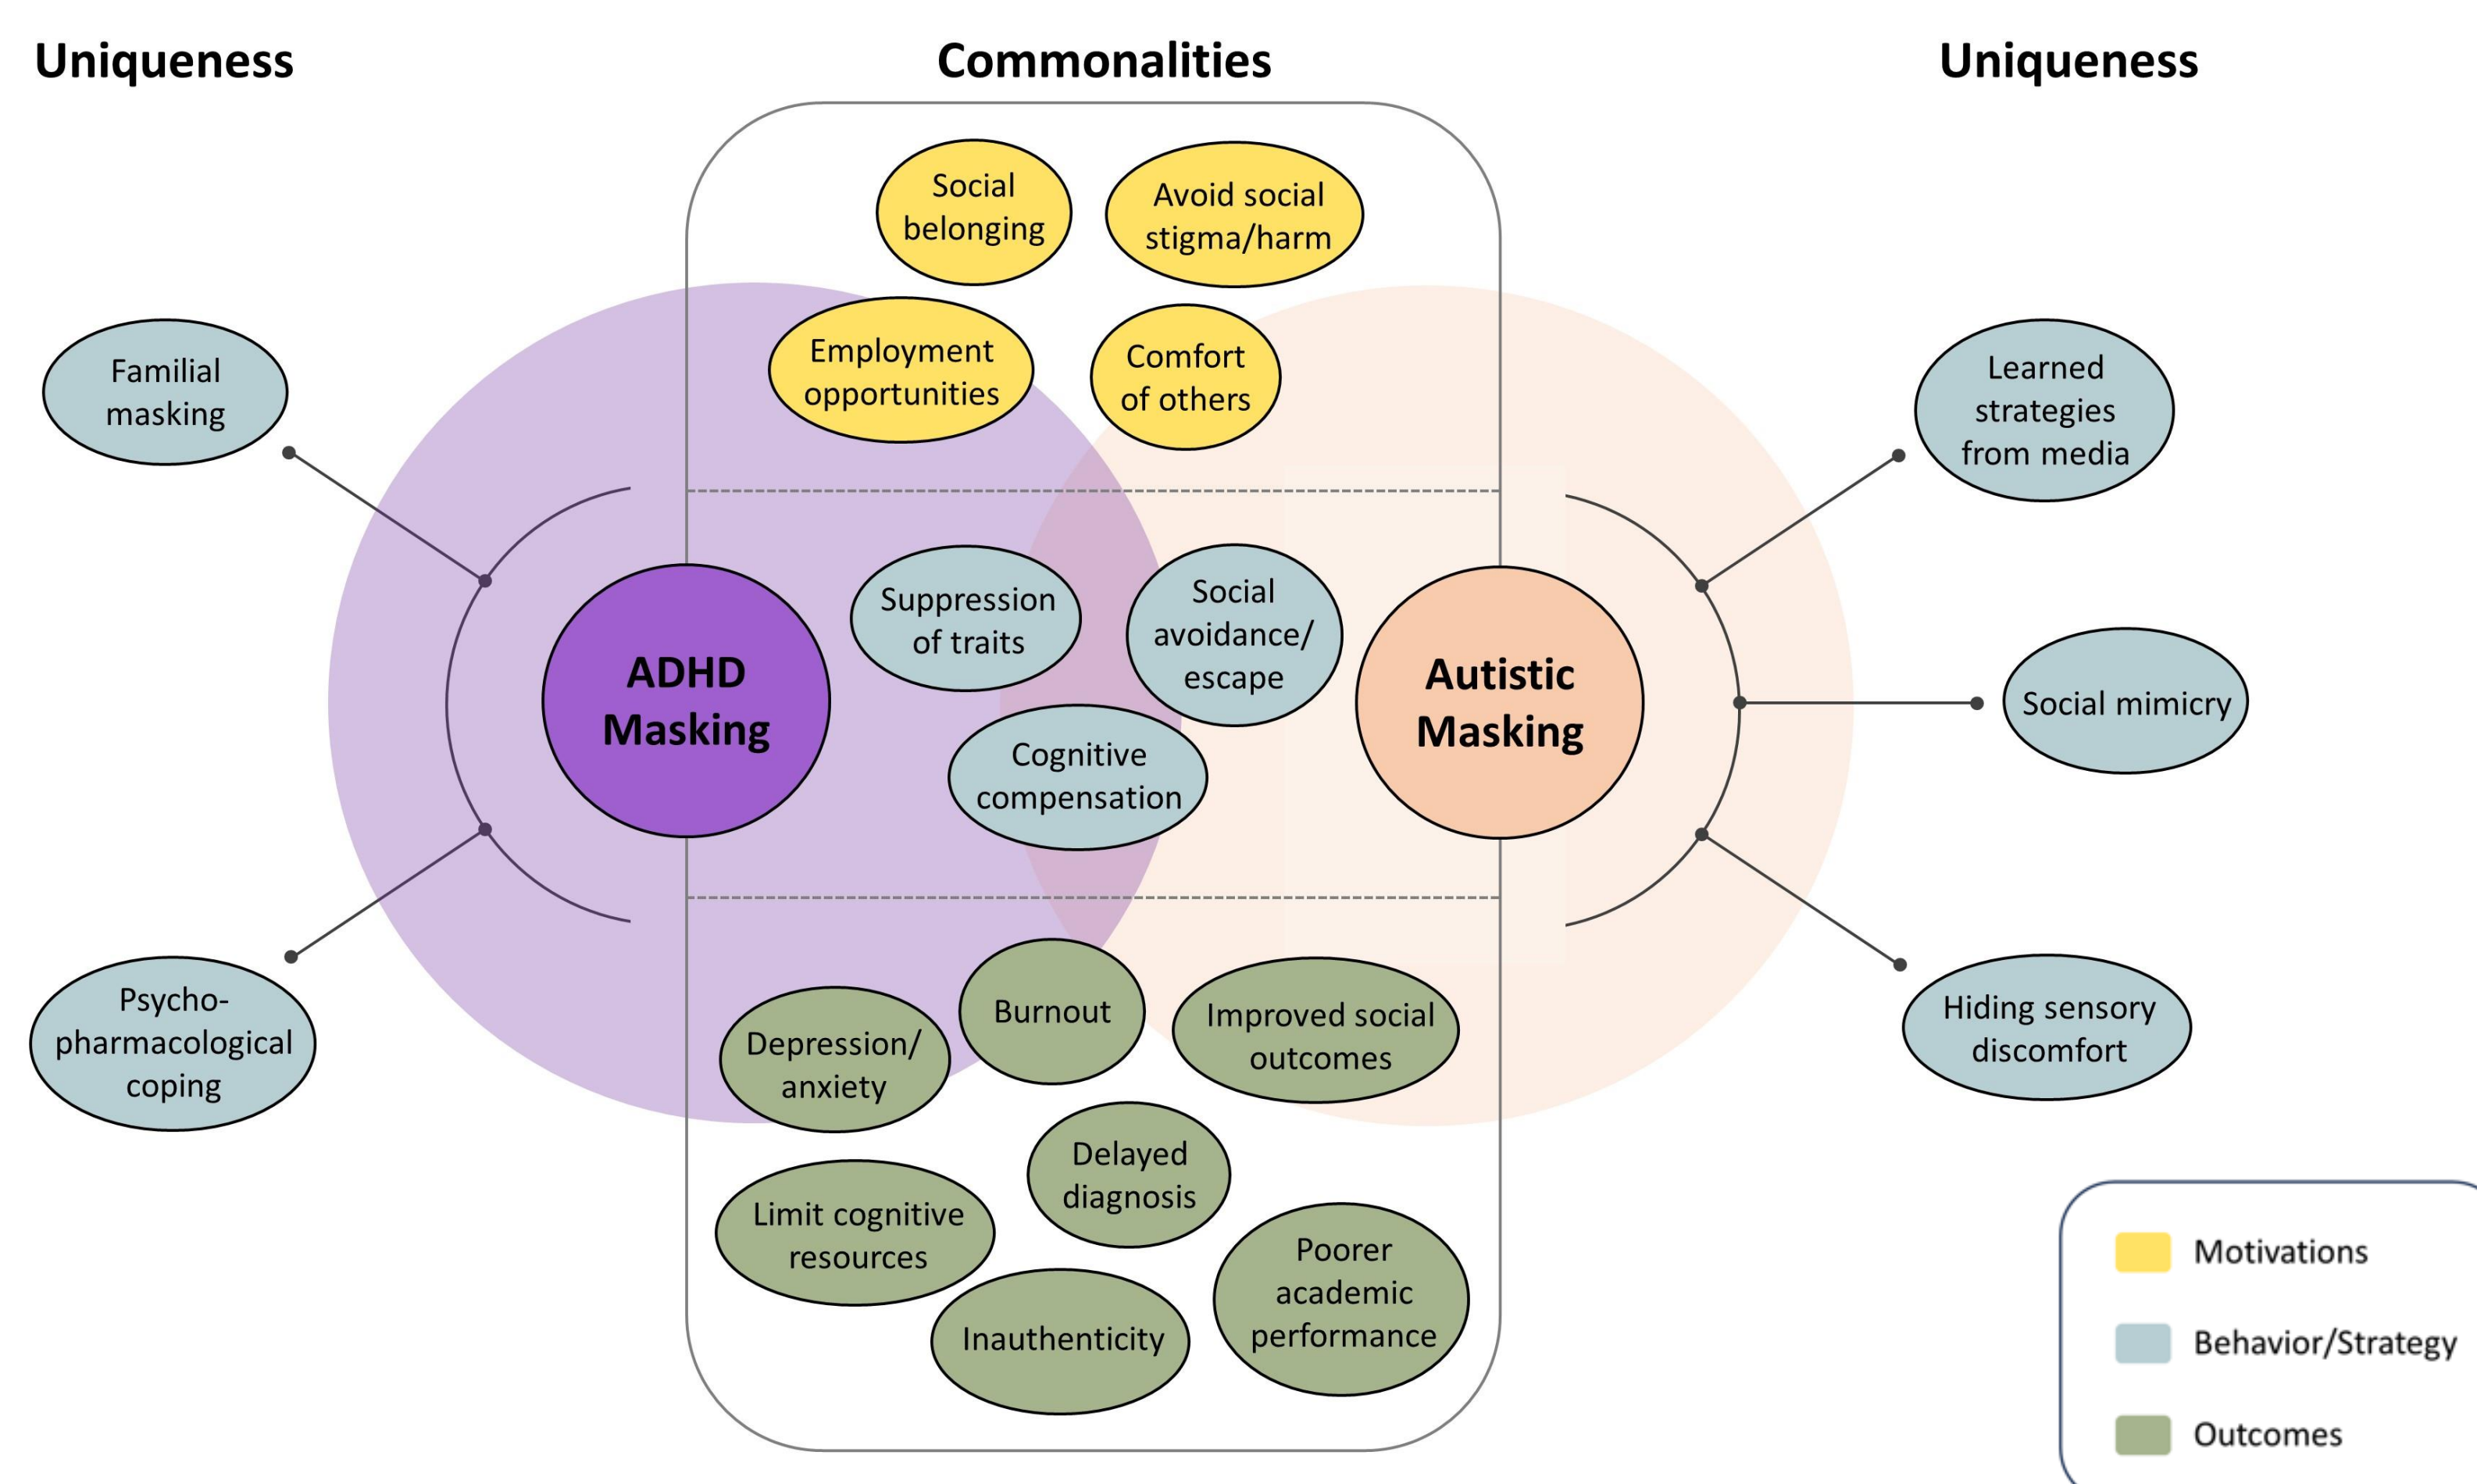 Uniqueness
Commonalities
Uniqueness
Social
belonging
Avoid social
stigma/harm
Employment
opportunities
Comfort
of others
Familial
masking
Psycho-
pharmacological
coping
ADHD
Masking
Suppression
of traits
Social
avoidance/
escape
Cognitive
compensation
Autistic
Masking
Learned
strategies
from media
Social mimicry
Hiding sensory
discomfort
Depression/
anxiety
Burnout
Improved social
outcomes
Delayed
diagnosis
Limit cognitive
resources
Inauthenticity
Poorer
academic
performance
Motivations
Behavior/Strategy
Outcomes